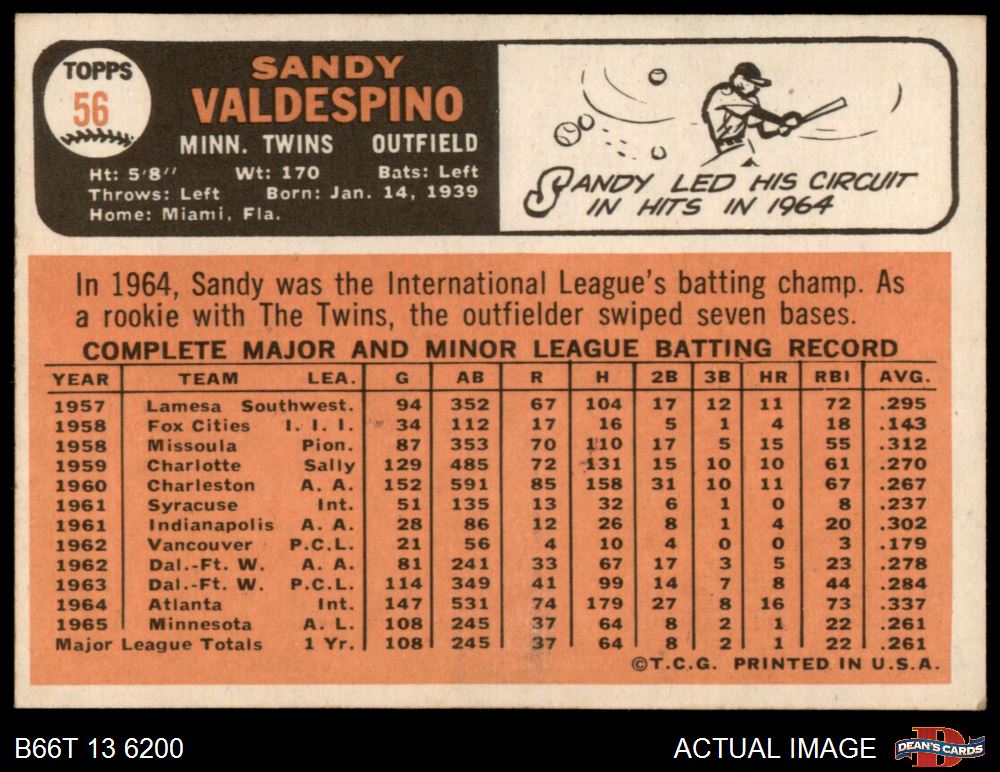 TOPPS
56
SANDY
VALDESPINO
MINN. TWINS OUTFIELD
Ht: 5'8" Wt: 170 Bats: Left
Throws: Left Born: Jan. 14, 1939
Home: Miami, Fla.
SANDY LED HIS CIRCUIT
IN HITS IN 1964
In 1964, Sandy was the International League's batting champ. As
a rookie with The Twins, the outfielder swiped seven bases.
COMPLETE MAJOR AND MINOR LEAGUE BATTING RECORD
YEAR TEAM LEA. G AB R H 2B 3B HR RBI AVG.
1957 Lamesa Southwest. 94 352 67 104 17 12 11 72 .295
1958 Fox Cities I. I. I. 34 112 17 16 5 1 4 18 .143
1958 Missoula Pion. 87 353 70 110 17 5 15 55 .312
1959 Charlotte Sally 129 485 72 131 15 10 10 61 .270
1960 Charleston A. A. 152 591 85 158 31 10 11 67 .267
1961 Syracuse Int. 51 135 13 32 6 1 0 8 .237
1961 Indianapolis A. A. 28 86 12 26 8 1 4 20 .302
1962 Vancouver P.C.L. 21 56 4 10 4 0 0 3 .179
1962 Dal.-Ft. W. A. A. 81 241 33 67 17 3 5 23 .278
1963 Dal.-Ft. W. P.C.L. 114 349 41 99 14 7 8 44 .284
1964 Atlanta Int. 147 531 74 179 27 8 16 73 .337
1965 Minnesota A. L. 108 245 37 64 8 2 1 22 .261
Major League Totals 1 Yr. 108 245 37 64 8 2 1 22 .261
©T.C.G. PRINTED IN U.S.A.
B66T 13 6200
ACTUAL IMAGE
D
DEAN'S CARDS